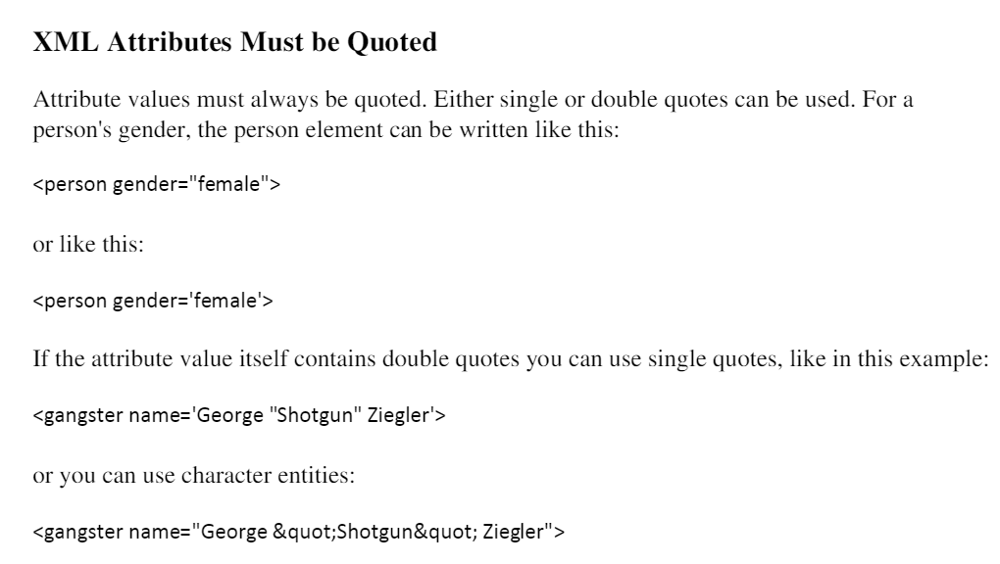 XML Attributes Must be Quoted
Attribute values must always be quoted. Either single or double quotes can be used. For a
person's gender, the person element can be written like this:
<person gender="female">
or like this:
<person gender='female'>
If the attribute value itself contains double quotes you can use single quotes, like in this example:
<gangster name='George "Shotgun" Ziegler'>
or you can use character entities:
<gangster name="George &quot;Shotgun&quot; Ziegler">